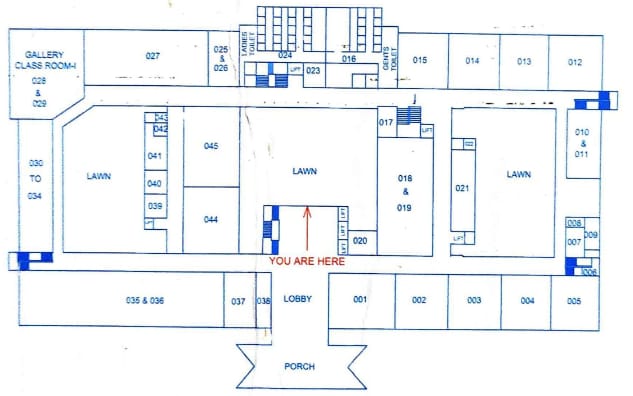 LADIES TOILET
GENTS TOILET
GALLERY CLASS ROOM-I
028
&
029
027
025
&
026
024
LIFT
023
016
015
014
013
012
010
&
011
030
TO
034
LAWN
043
042
041
040
039
LIFT
045
044
LAWN
017
LIFT
018
&
019
022
021
LIFT
LAWN
008
009
007
006
LIFT
LIFT
LIFT
020
YOU ARE HERE
035 & 036
037
038
LOBBY
001
002
003
004
005
PORCH